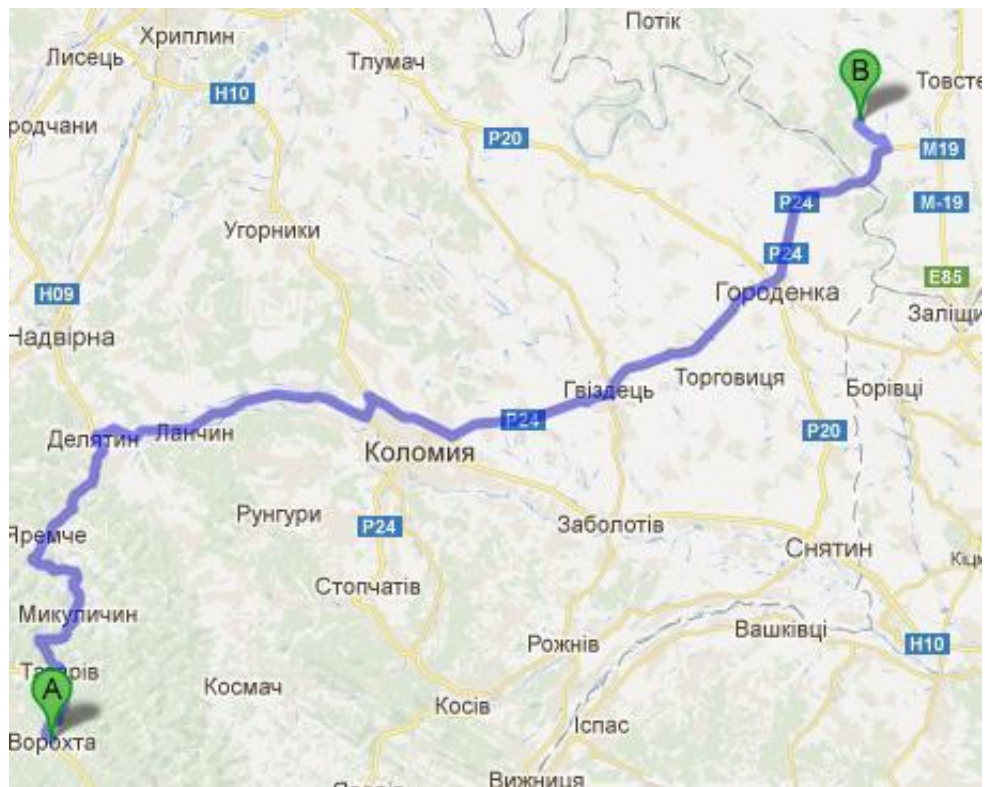 Потік
Хриплин
Лисець
Тлумач
B
Товсте
H10
родчани
P20
M19
P24
M-19
Угорники
P24
E85
H09
Городенка
Заліщи
Надвірна
Гвіздець
Торговиця
Борівці
P24
P20
Делятин
Ланчин
Коломия
Рунгури
P24
Заболотів
Яремче
Снятин
Кіцм
Стопчатів
Микуличин
Вашківці
Рожнів
H10
Татарів
A
Космач
Косів
Ворохта
Іспас
Вижниця